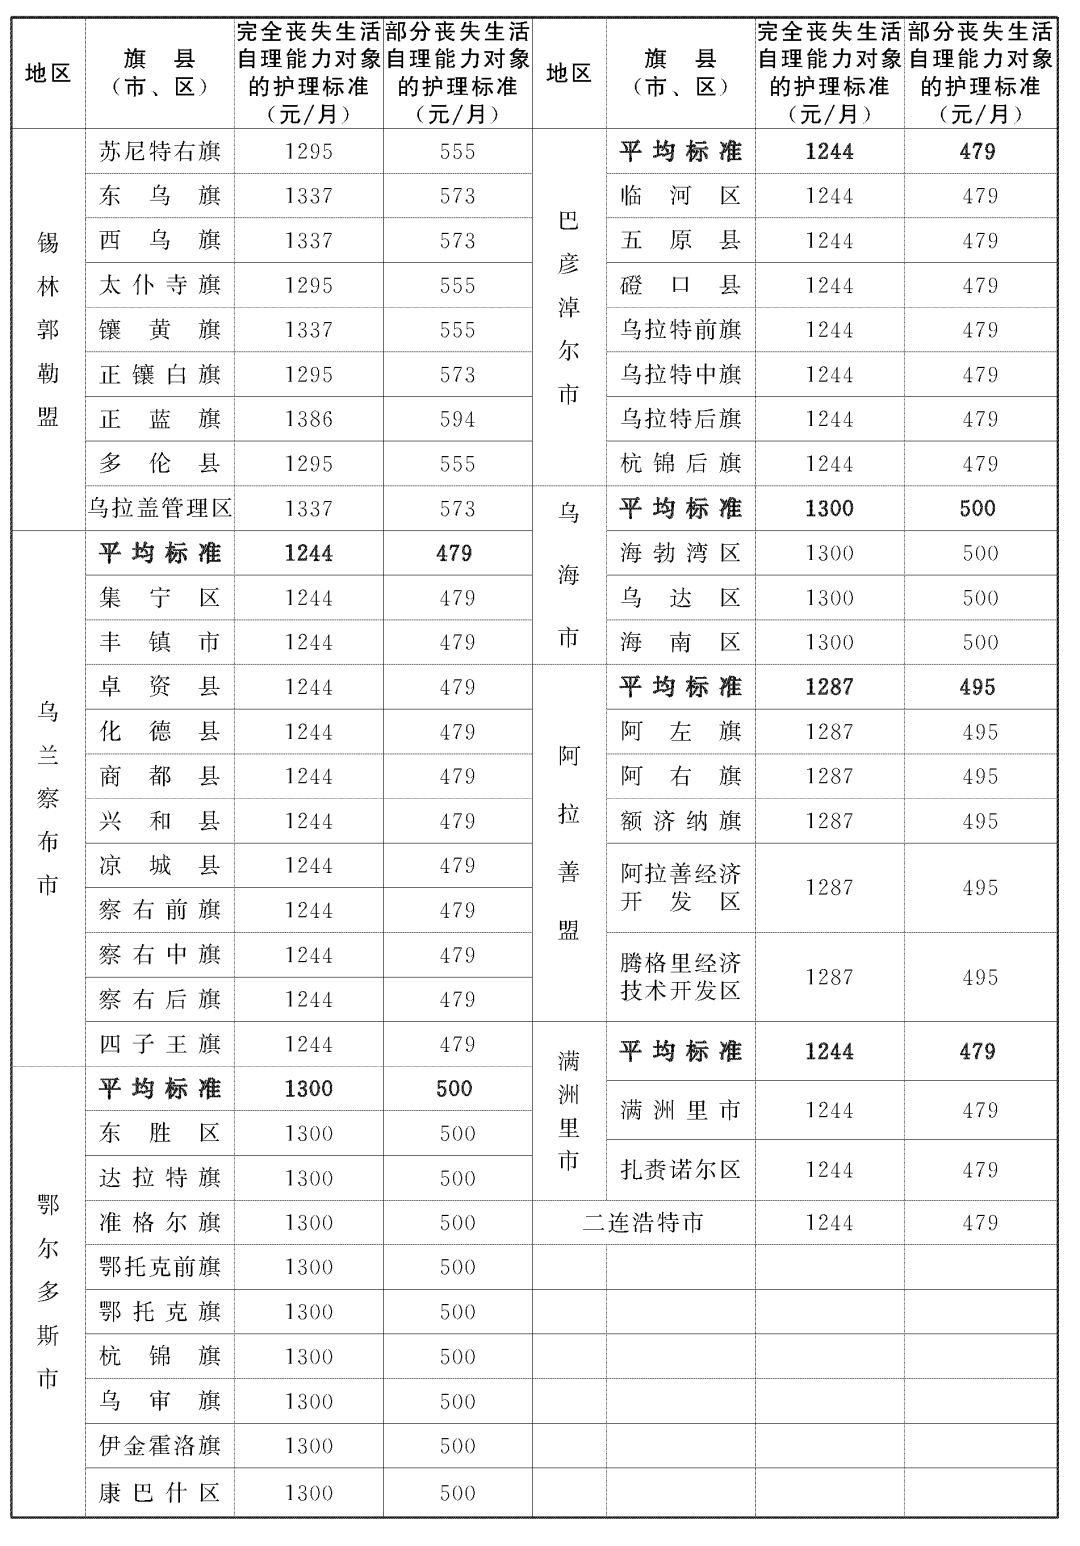 地区 旗县（市、区） 完全丧失生活自理能力对象的护理标准（元/月） 部分丧失生活自理能力对象的护理标准（元/月） 地区 旗县（市、区） 完全丧失生活自理能力对象的护理标准（元/月） 部分丧失生活自理能力对象的护理标准（元/月）
锡林郭勒盟
苏尼特右旗 1295 555
东乌旗 1337 573
西乌旗 1337 573
太仆寺旗 1295 555
镶黄旗 1337 555
正镶白旗 1295 573
正蓝旗 1386 594
多伦县 1295 555
乌拉盖管理区 1337 573
乌兰察布市
平均标准 1244 479
集宁区 1244 479
丰镇市 1244 479
卓资县 1244 479
化德县 1244 479
商都县 1244 479
兴和县 1244 479
凉城县 1244 479
察右前旗 1244 479
察右中旗 1244 479
察右后旗 1244 479
四子王旗 1244 479
鄂尔多斯市
平均标准 1300 500
东胜区 1300 500
达拉特旗 1300 500
准格尔旗 1300 500
鄂托克前旗 1300 500
鄂托克旗 1300 500
杭锦旗 1300 500
乌审旗 1300 500
伊金霍洛旗 1300 500
康巴什区 1300 500
巴彦淖尔市
平均标准 1244 479
临河区 1244 479
五原县 1244 479
磴口县 1244 479
乌拉特前旗 1244 479
乌拉特中旗 1244 479
乌拉特后旗 1244 479
杭锦后旗 1244 479
乌海市
平均标准 1300 500
海勃湾区 1300 500
乌达区 1300 500
海南区 1300 500
阿拉善盟
平均标准 1287 495
阿左旗 1287 495
阿右旗 1287 495
额济纳旗 1287 495
阿拉善经济
开发区 1287 495
腾格里经济
技术开发区 1287 495
满洲里市
平均标准 1244 479
满洲里市 1244 479
扎赉诺尔区 1244 479
二连浩特市 1244 479